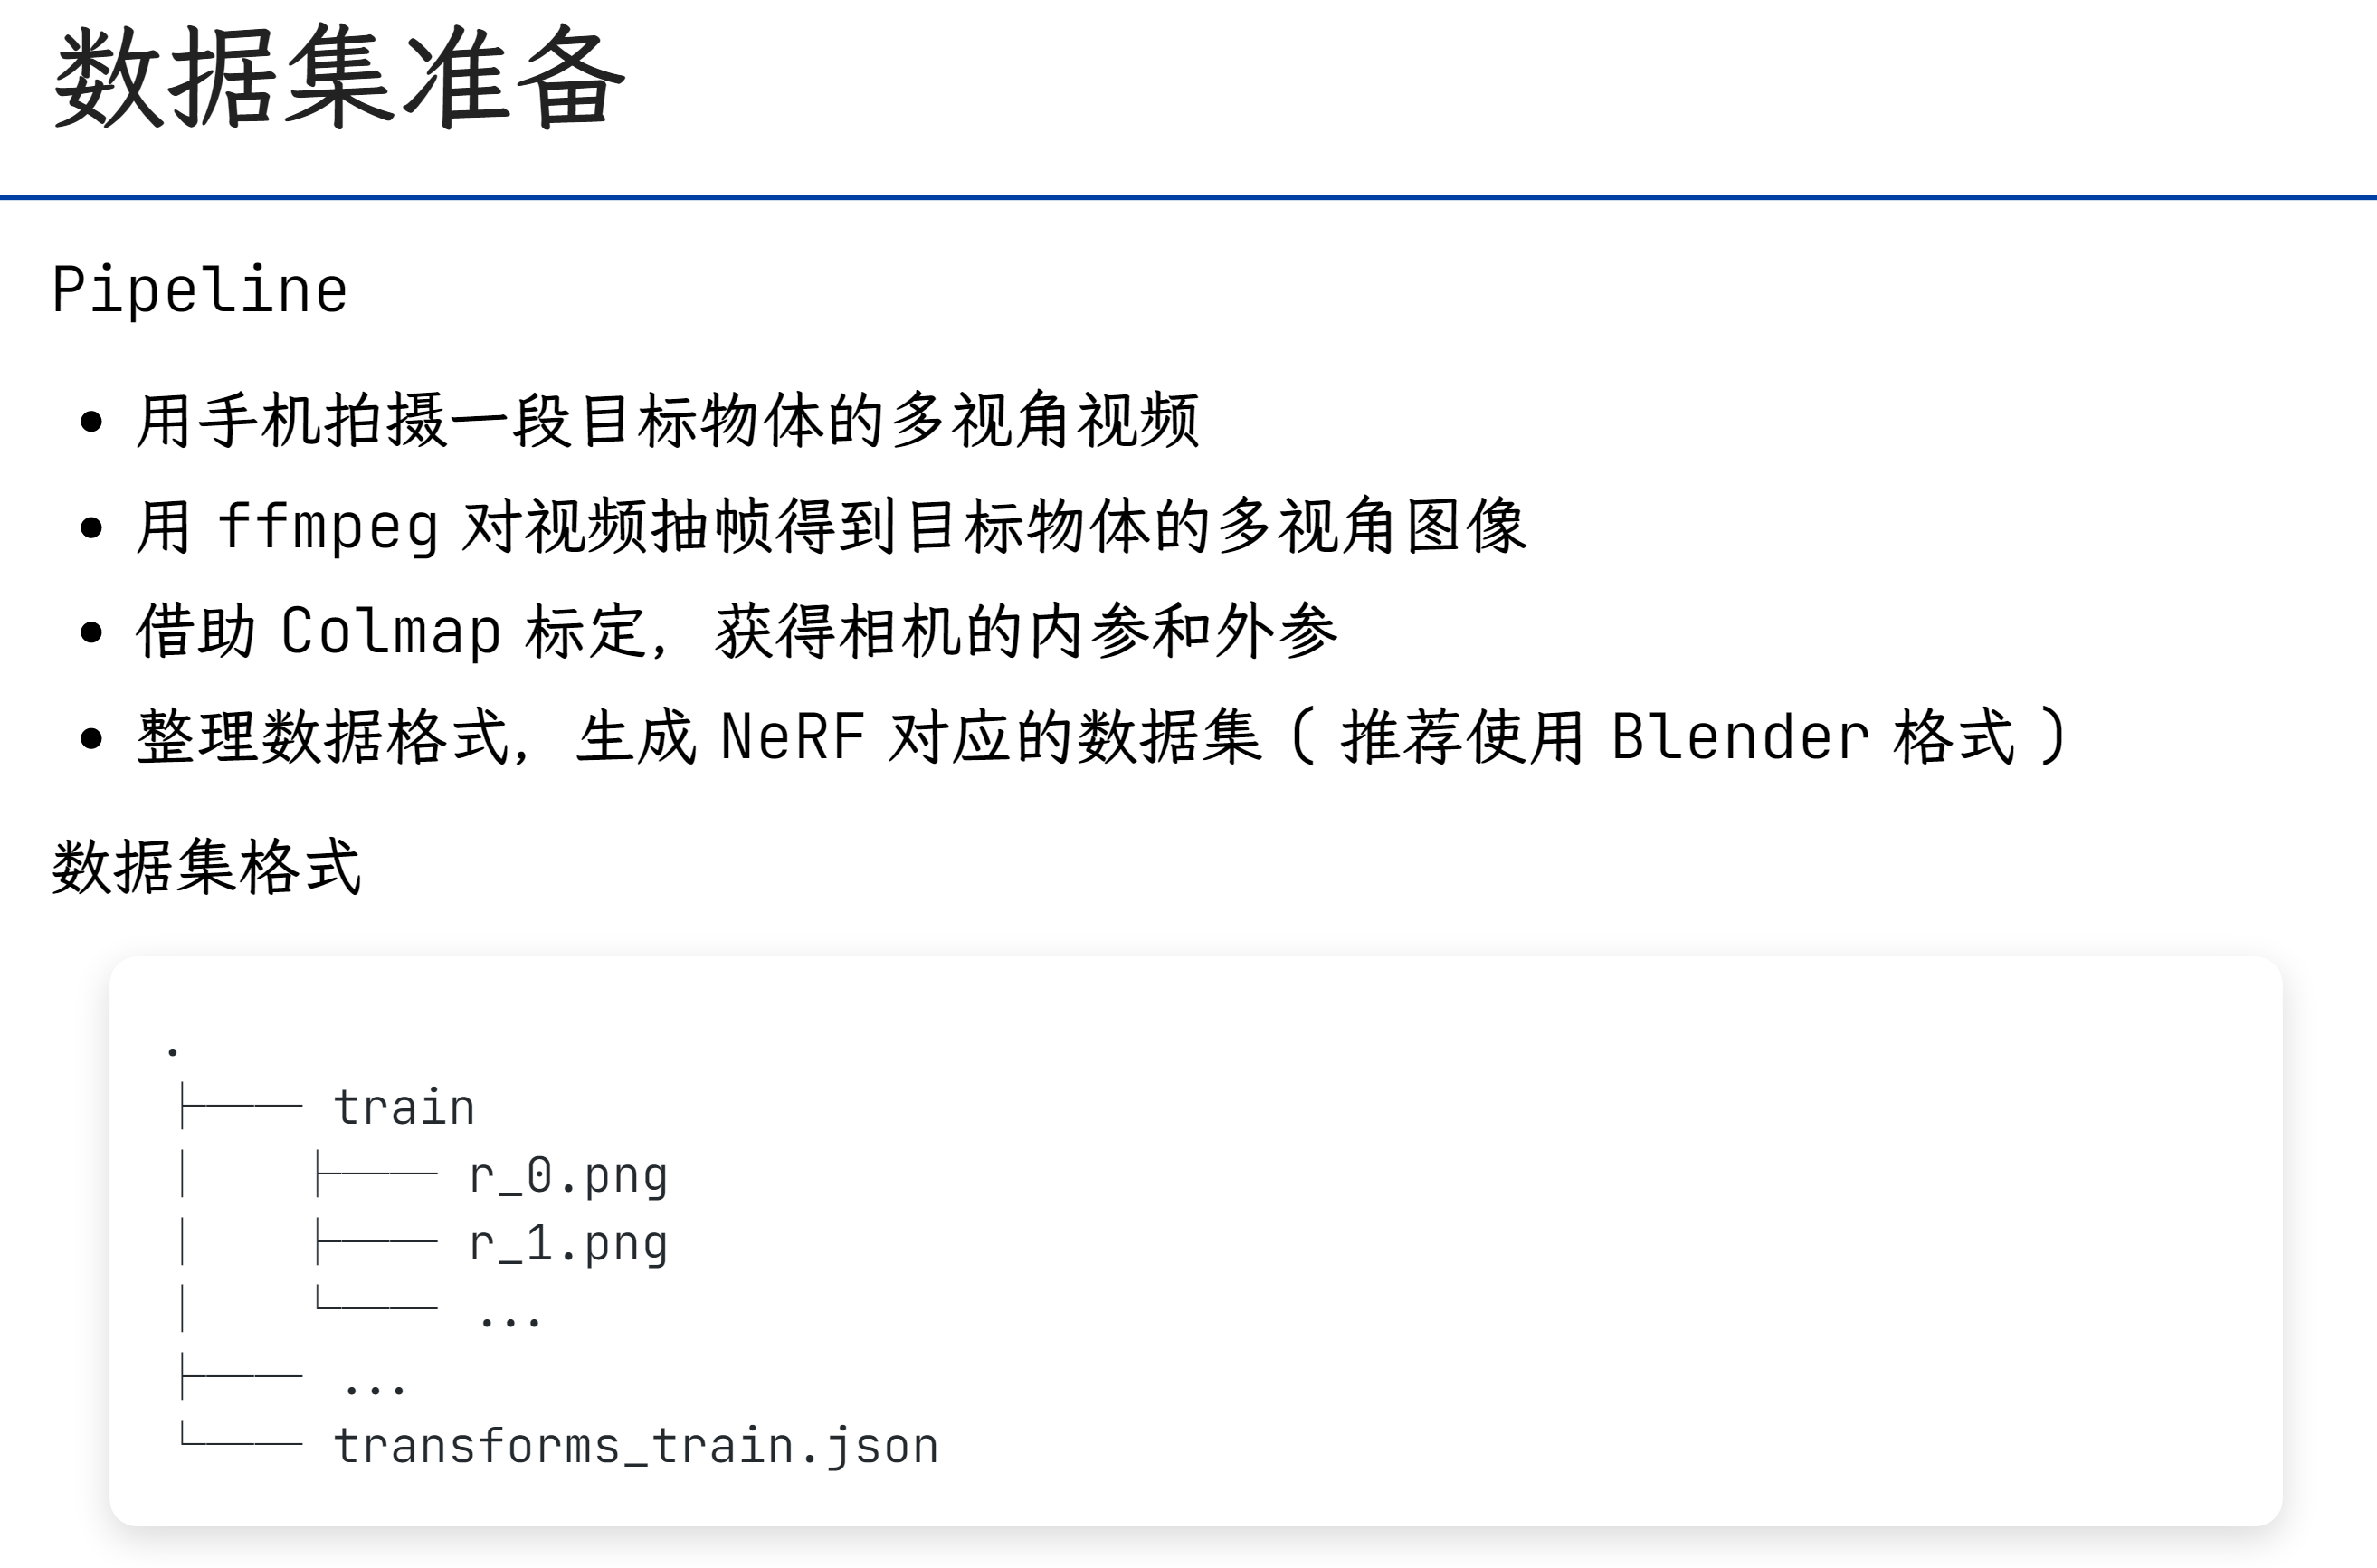 数据集准备
Pipeline
• 用手机拍摄一段目标物体的多视角视频
• 用 ffmpeg 对视频抽帧得到目标物体的多视角图像
• 借助 Colmap 标定，获得相机的内参和外参
• 整理数据格式，生成 NeRF 对应的数据集（推荐使用 Blender 格式）
数据集格式
.
├── train
│   ├── r_0.png
│   ├── r_1.png
│   └── ...
├── ...
└── transforms_train.json